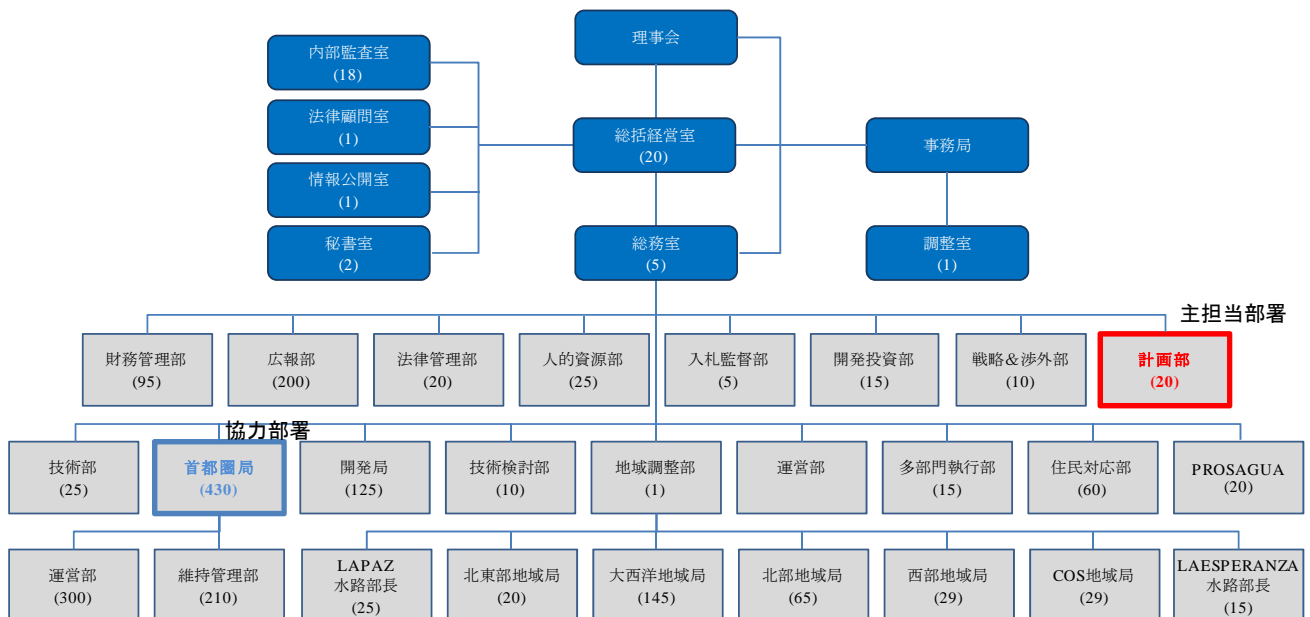 理事会
内部監査室
(18)
法律顧問室
(1)
総括経営室
(20)
事務局
情報公開室
(1)
秘書室
(2)
総務室
(5)
調整室
(1)
主担当部署
財務管理部
(95)
広報部
(200)
法律管理部
(20)
人的資源部
(25)
入札監督部
(5)
開発投資部
(15)
戦略&渉外部
(10)
計画部
(20)
協力部署
技術部
(25)
首都圏局
(430)
開発局
(125)
技術検討部
(10)
地域調整部
(1)
運営部
多部門執行部
(15)
住民対応部
(60)
PROSAGUA
(20)
運営部
(300)
維持管理部
(210)
LAPAZ
水路部長
(25)
北東部地域局
(20)
大西洋地域局
(145)
北部地域局
(65)
西部地域局
(29)
COS地域局
(29)
LAESPERANZA
水路部長
(15)